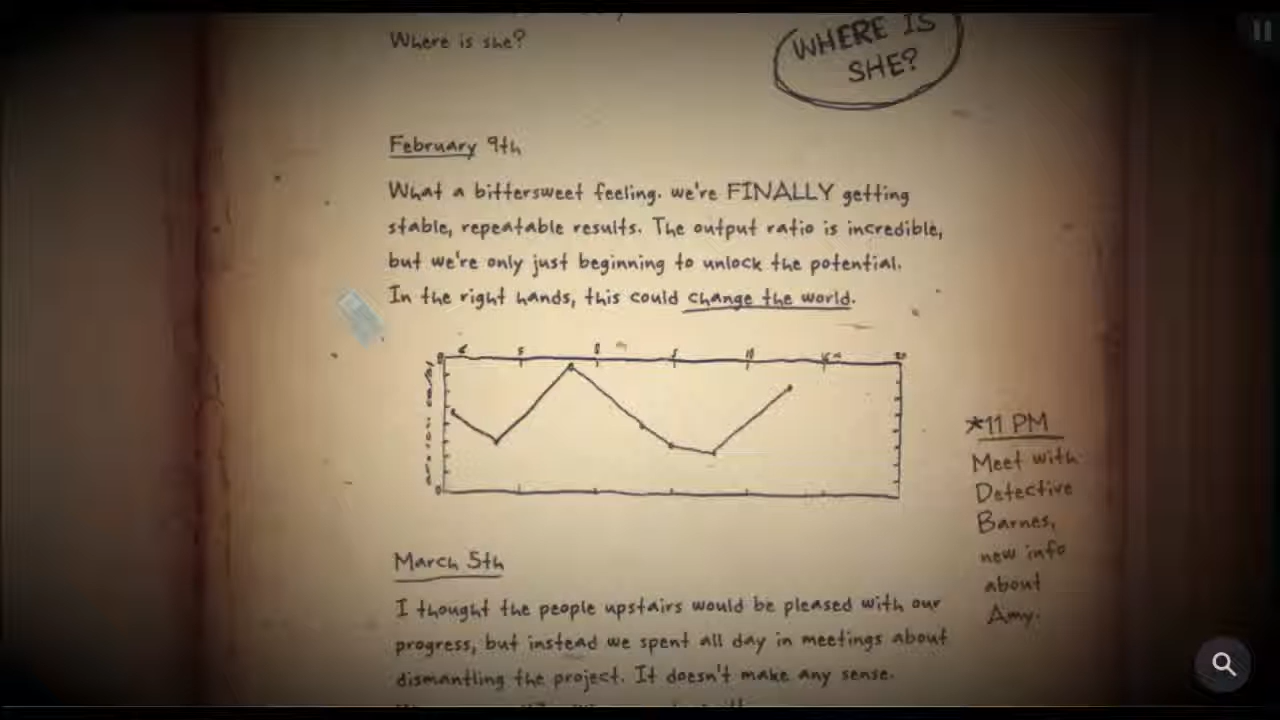 Where is she?
WHERE IS
SHE?
February 9th
What a bittersweet feeling. we're FINALLY getting
stable, repeatable results. The output ratio is incredible,
but we're only just beginning to unlock the potential.
In the right hands, this could change the world.
*11 PM
Meet with
Detective
Barnes,
new info
about
Amy.
March 5th
I thought the people upstairs would be pleased with our
progress, but instead we spent all day in meetings about
dismantling the project. It doesn't make any sense.